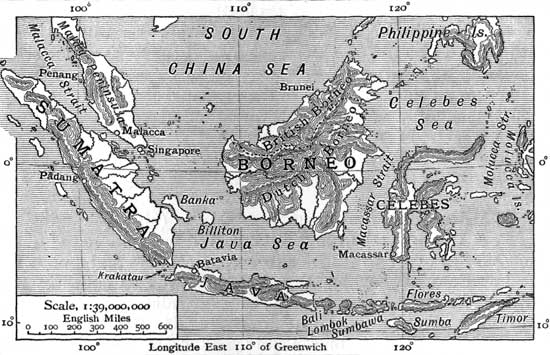 100°
110°
120°
SOUTH
CHINA SEA
Philippine Is.
Malacca Strait
Malay Peninsula
Penang
Brunei
British Borneo
Celebes
Sea
Malacca
Singapore
SUMATRA
BORNEO
Dutch Borneo
0°
0°
Padang
Macassar Strait
CELEBES
Molucca Str.
Molucca Is.
Banka
Billiton
Java Sea
Macassar
Batavia
Krakatau
JAVA
Scale, 1:39,000,000
English Miles
0 100 200 300 400 500 600
Bali
Lombok
Sumbawa
Flores
Sumba
Timor
10°
10°
100°
Longitude East 110° of Greenwich
120°